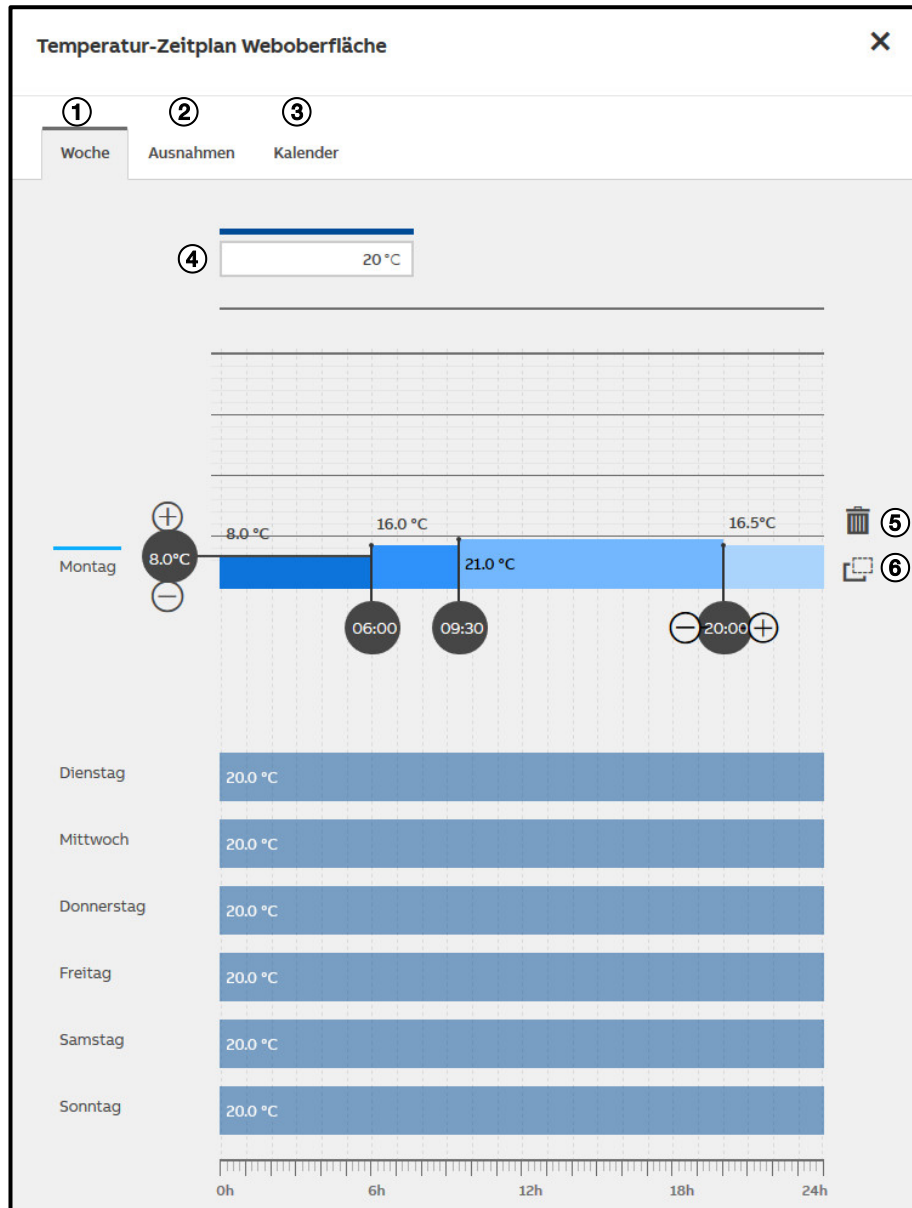 Temperatur-Zeitplan Weboberfläche
1 2 3
Woche Ausnahmen Kalender
4 20 °C
8.0 °C 16.0 °C 16.5°C 5
Montag 8.0°C 21.0 °C 6
06:00 09:30 20:00
Dienstag 20.0 °C
Mittwoch 20.0 °C
Donnerstag 20.0 °C
Freitag 20.0 °C
Samstag 20.0 °C
Sonntag 20.0 °C
0h 6h 12h 18h 24h